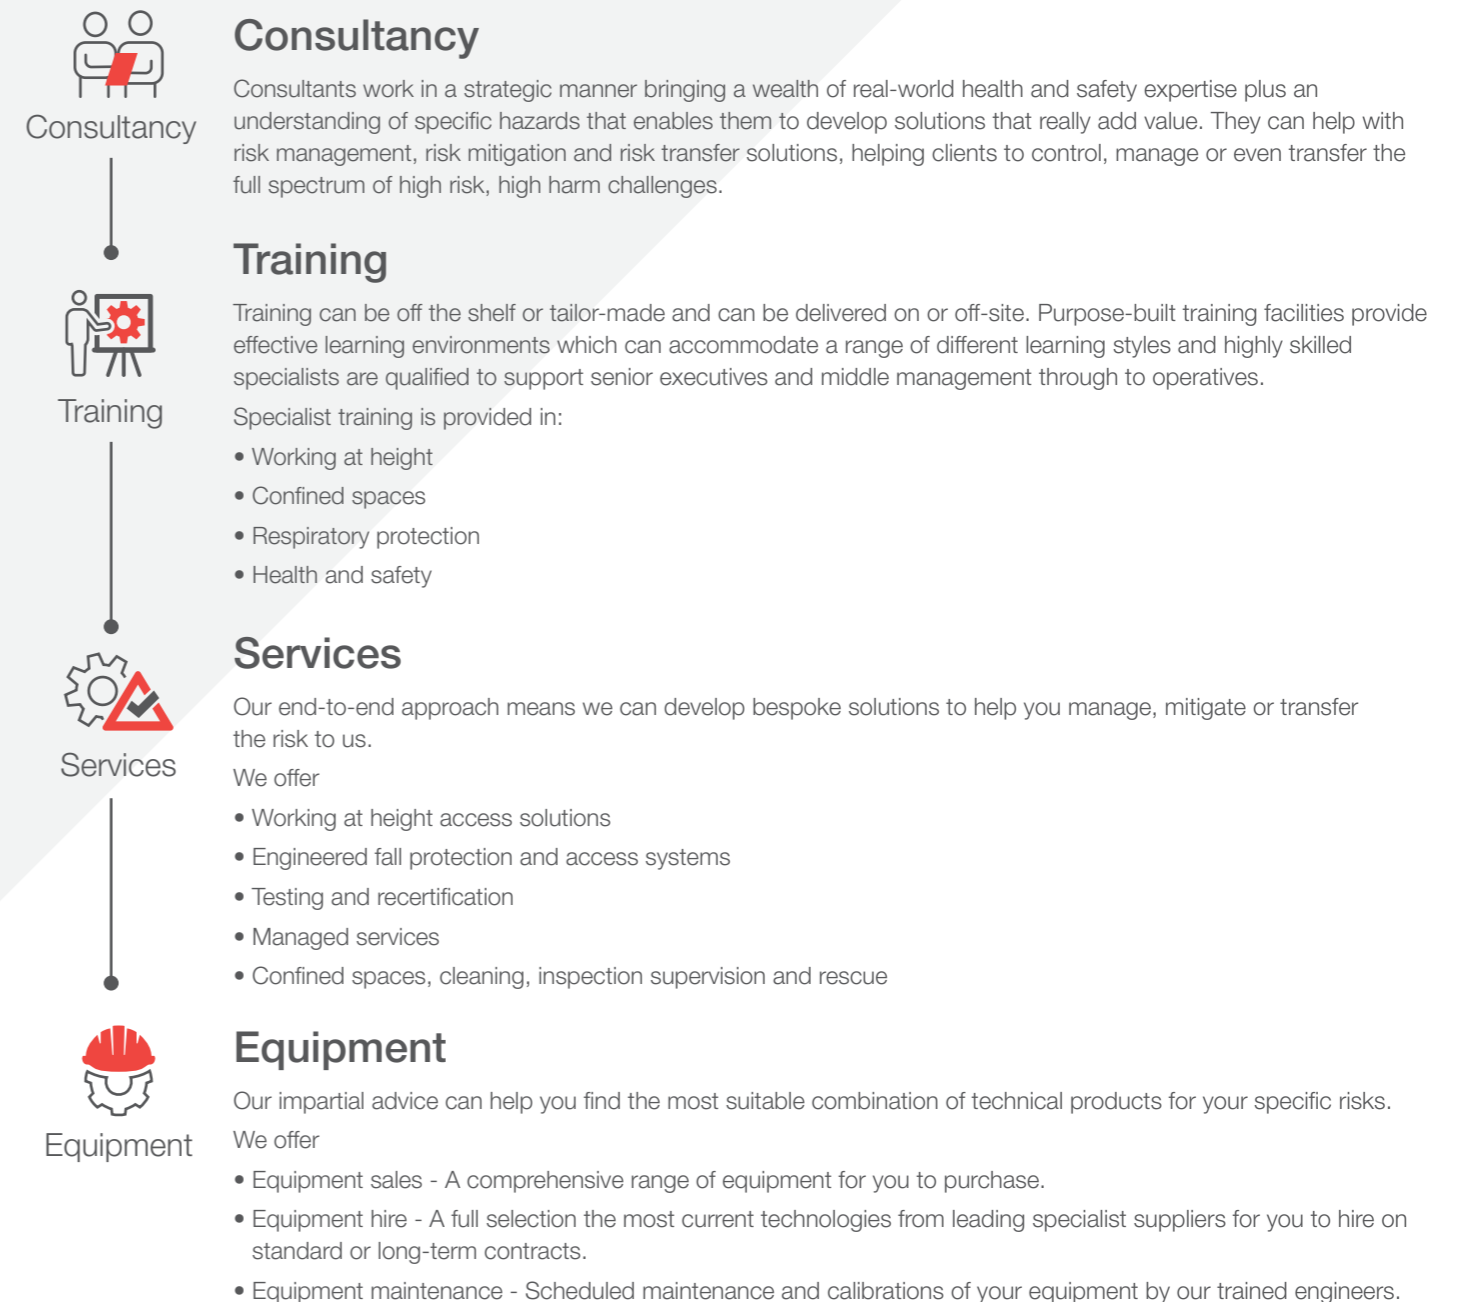 Consultancy
Consultancy
Consultants work in a strategic manner bringing a wealth of real-world health and safety expertise plus an
understanding of specific hazards that enables them to develop solutions that really add value. They can help with
risk management, risk mitigation and risk transfer solutions, helping clients to control, manage or even transfer the
full spectrum of high risk, high harm challenges.
Training
Training
Training can be off the shelf or tailor-made and can be delivered on or off-site. Purpose-built training facilities provide
effective learning environments which can accommodate a range of different learning styles and highly skilled
specialists are qualified to support senior executives and middle management through to operatives.
Specialist training is provided in:
• Working at height
• Confined spaces
• Respiratory protection
• Health and safety
Services
Services
Our end-to-end approach means we can develop bespoke solutions to help you manage, mitigate or transfer
the risk to us.
We offer
• Working at height access solutions
• Engineered fall protection and access systems
• Testing and recertification
• Managed services
• Confined spaces, cleaning, inspection supervision and rescue
Equipment
Equipment
Our impartial advice can help you find the most suitable combination of technical products for your specific risks.
We offer
• Equipment sales - A comprehensive range of equipment for you to purchase.
• Equipment hire - A full selection the most current technologies from leading specialist suppliers for you to hire on
standard or long-term contracts.
• Equipment maintenance - Scheduled maintenance and calibrations of your equipment by our trained engineers.